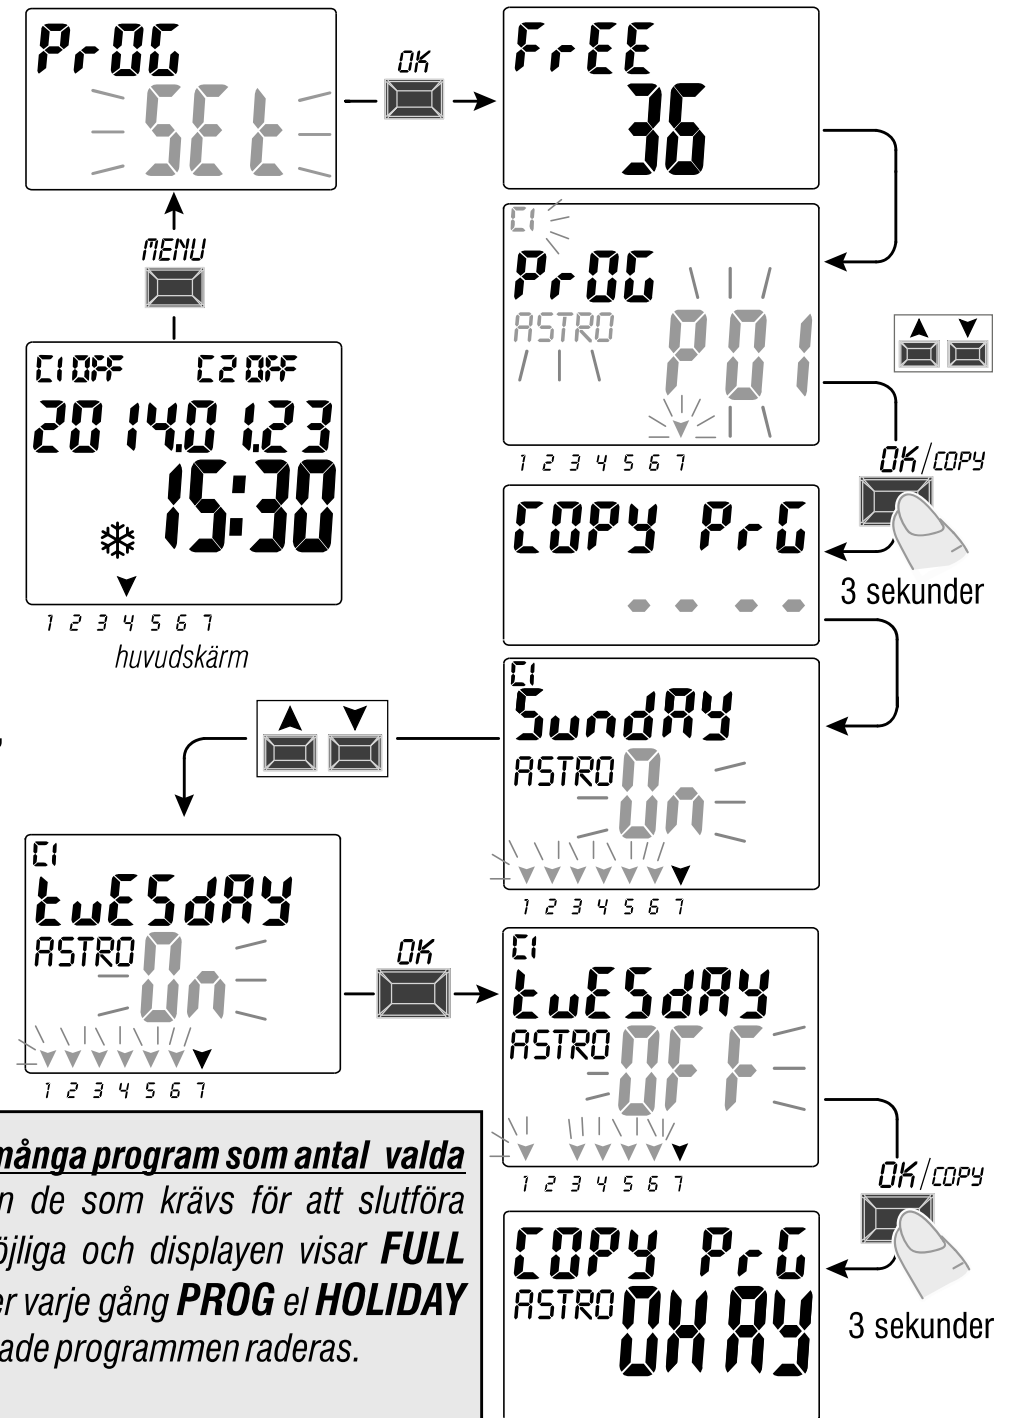 PrOG
SEt
OK
FrEE
36
MENU
C1 OFF C2 OFF
2014.01.23
15:30
1 2 3 4 5 6 7
huvudskärm
C1
PrOG
ASTRO
P01
1 2 3 4 5 6 7
OK/COPY
3 sekunder
COPY PrG
- - - -
C1
SundAY
ASTRO
On
1 2 3 4 5 6 7
C1
tuESdAY
ASTRO
On
1 2 3 4 5 6 7
OK
C1
tuESdAY
ASTRO
OFF
1 2 3 4 5 6 7
OK/COPY
3 sekunder
COPY PrG
ASTRO
OKAY
många program som antal valda
n de som krävs för att slutföra
öjliga och displayen visar FULL
er varje gång PROG el HOLIDAY
ade programmen raderas.